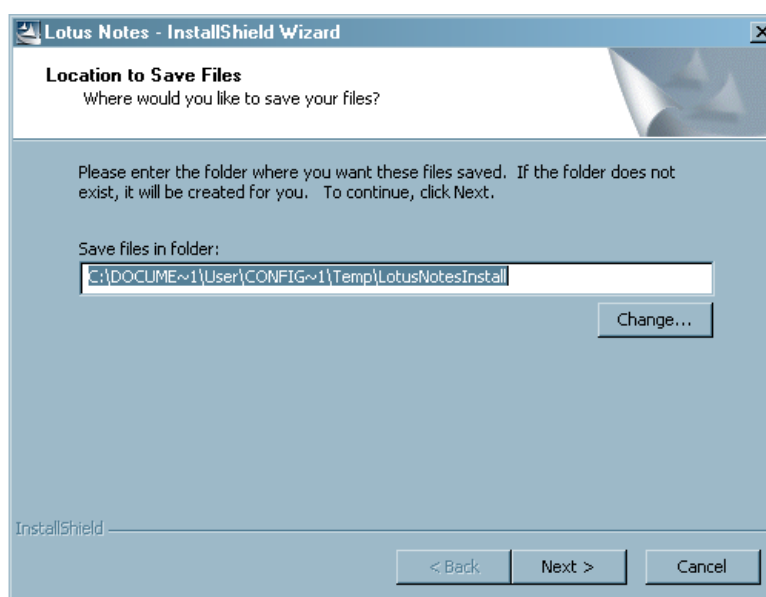 Lotus Notes - InstallShield Wizard
Location to Save Files
Where would you like to save your files?
Please enter the folder where you want these files saved.  If the folder does not
exist, it will be created for you.   To continue, click Next.
Save files in folder:
C:\DOCUME~1\User\CONFIG~1\Temp\LotusNotesInstall
Change...
InstallShield
< Back
Next >
Cancel